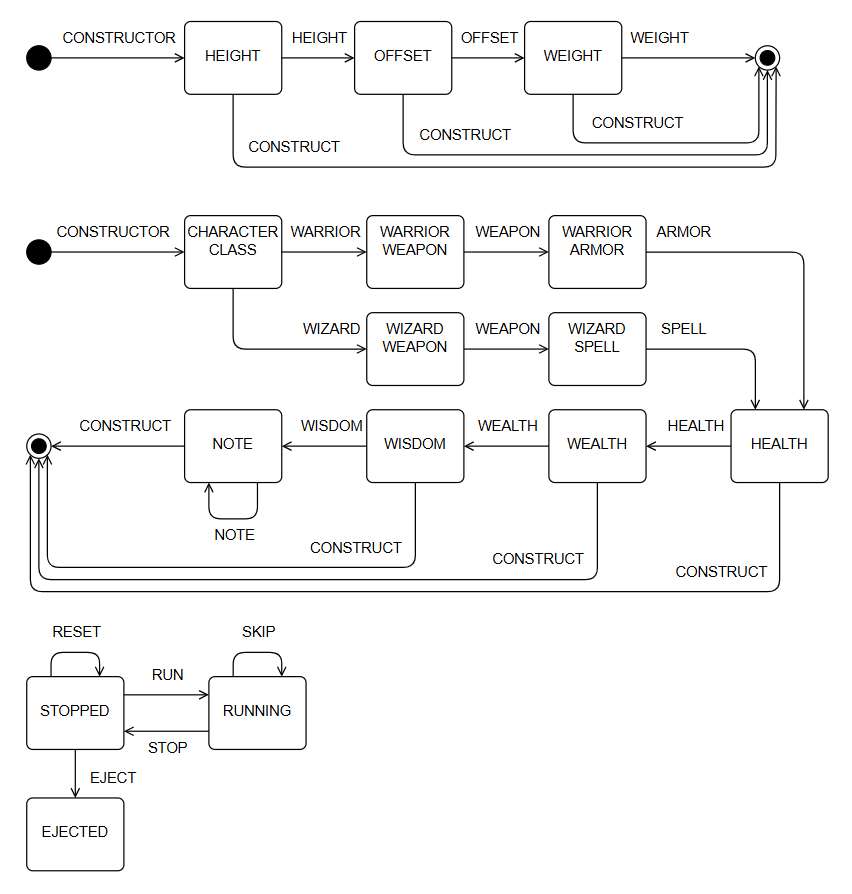 CONSTRUCTOR
HEIGHT
HEIGHT
OFFSET
OFFSET
WEIGHT
WEIGHT
CONSTRUCT
CONSTRUCT
CONSTRUCT
CONSTRUCTOR
CHARACTER
CLASS
WARRIOR
WARRIOR
WEAPON
WEAPON
WARRIOR
ARMOR
ARMOR
WIZARD
WIZARD
WEAPON
WEAPON
WIZARD
SPELL
SPELL
CONSTRUCT
NOTE
WISDOM
WISDOM
WEALTH
WEALTH
HEALTH
HEALTH
NOTE
CONSTRUCT
CONSTRUCT
CONSTRUCT
RESET
SKIP
STOPPED
RUN
RUNNING
STOP
EJECT
EJECTED